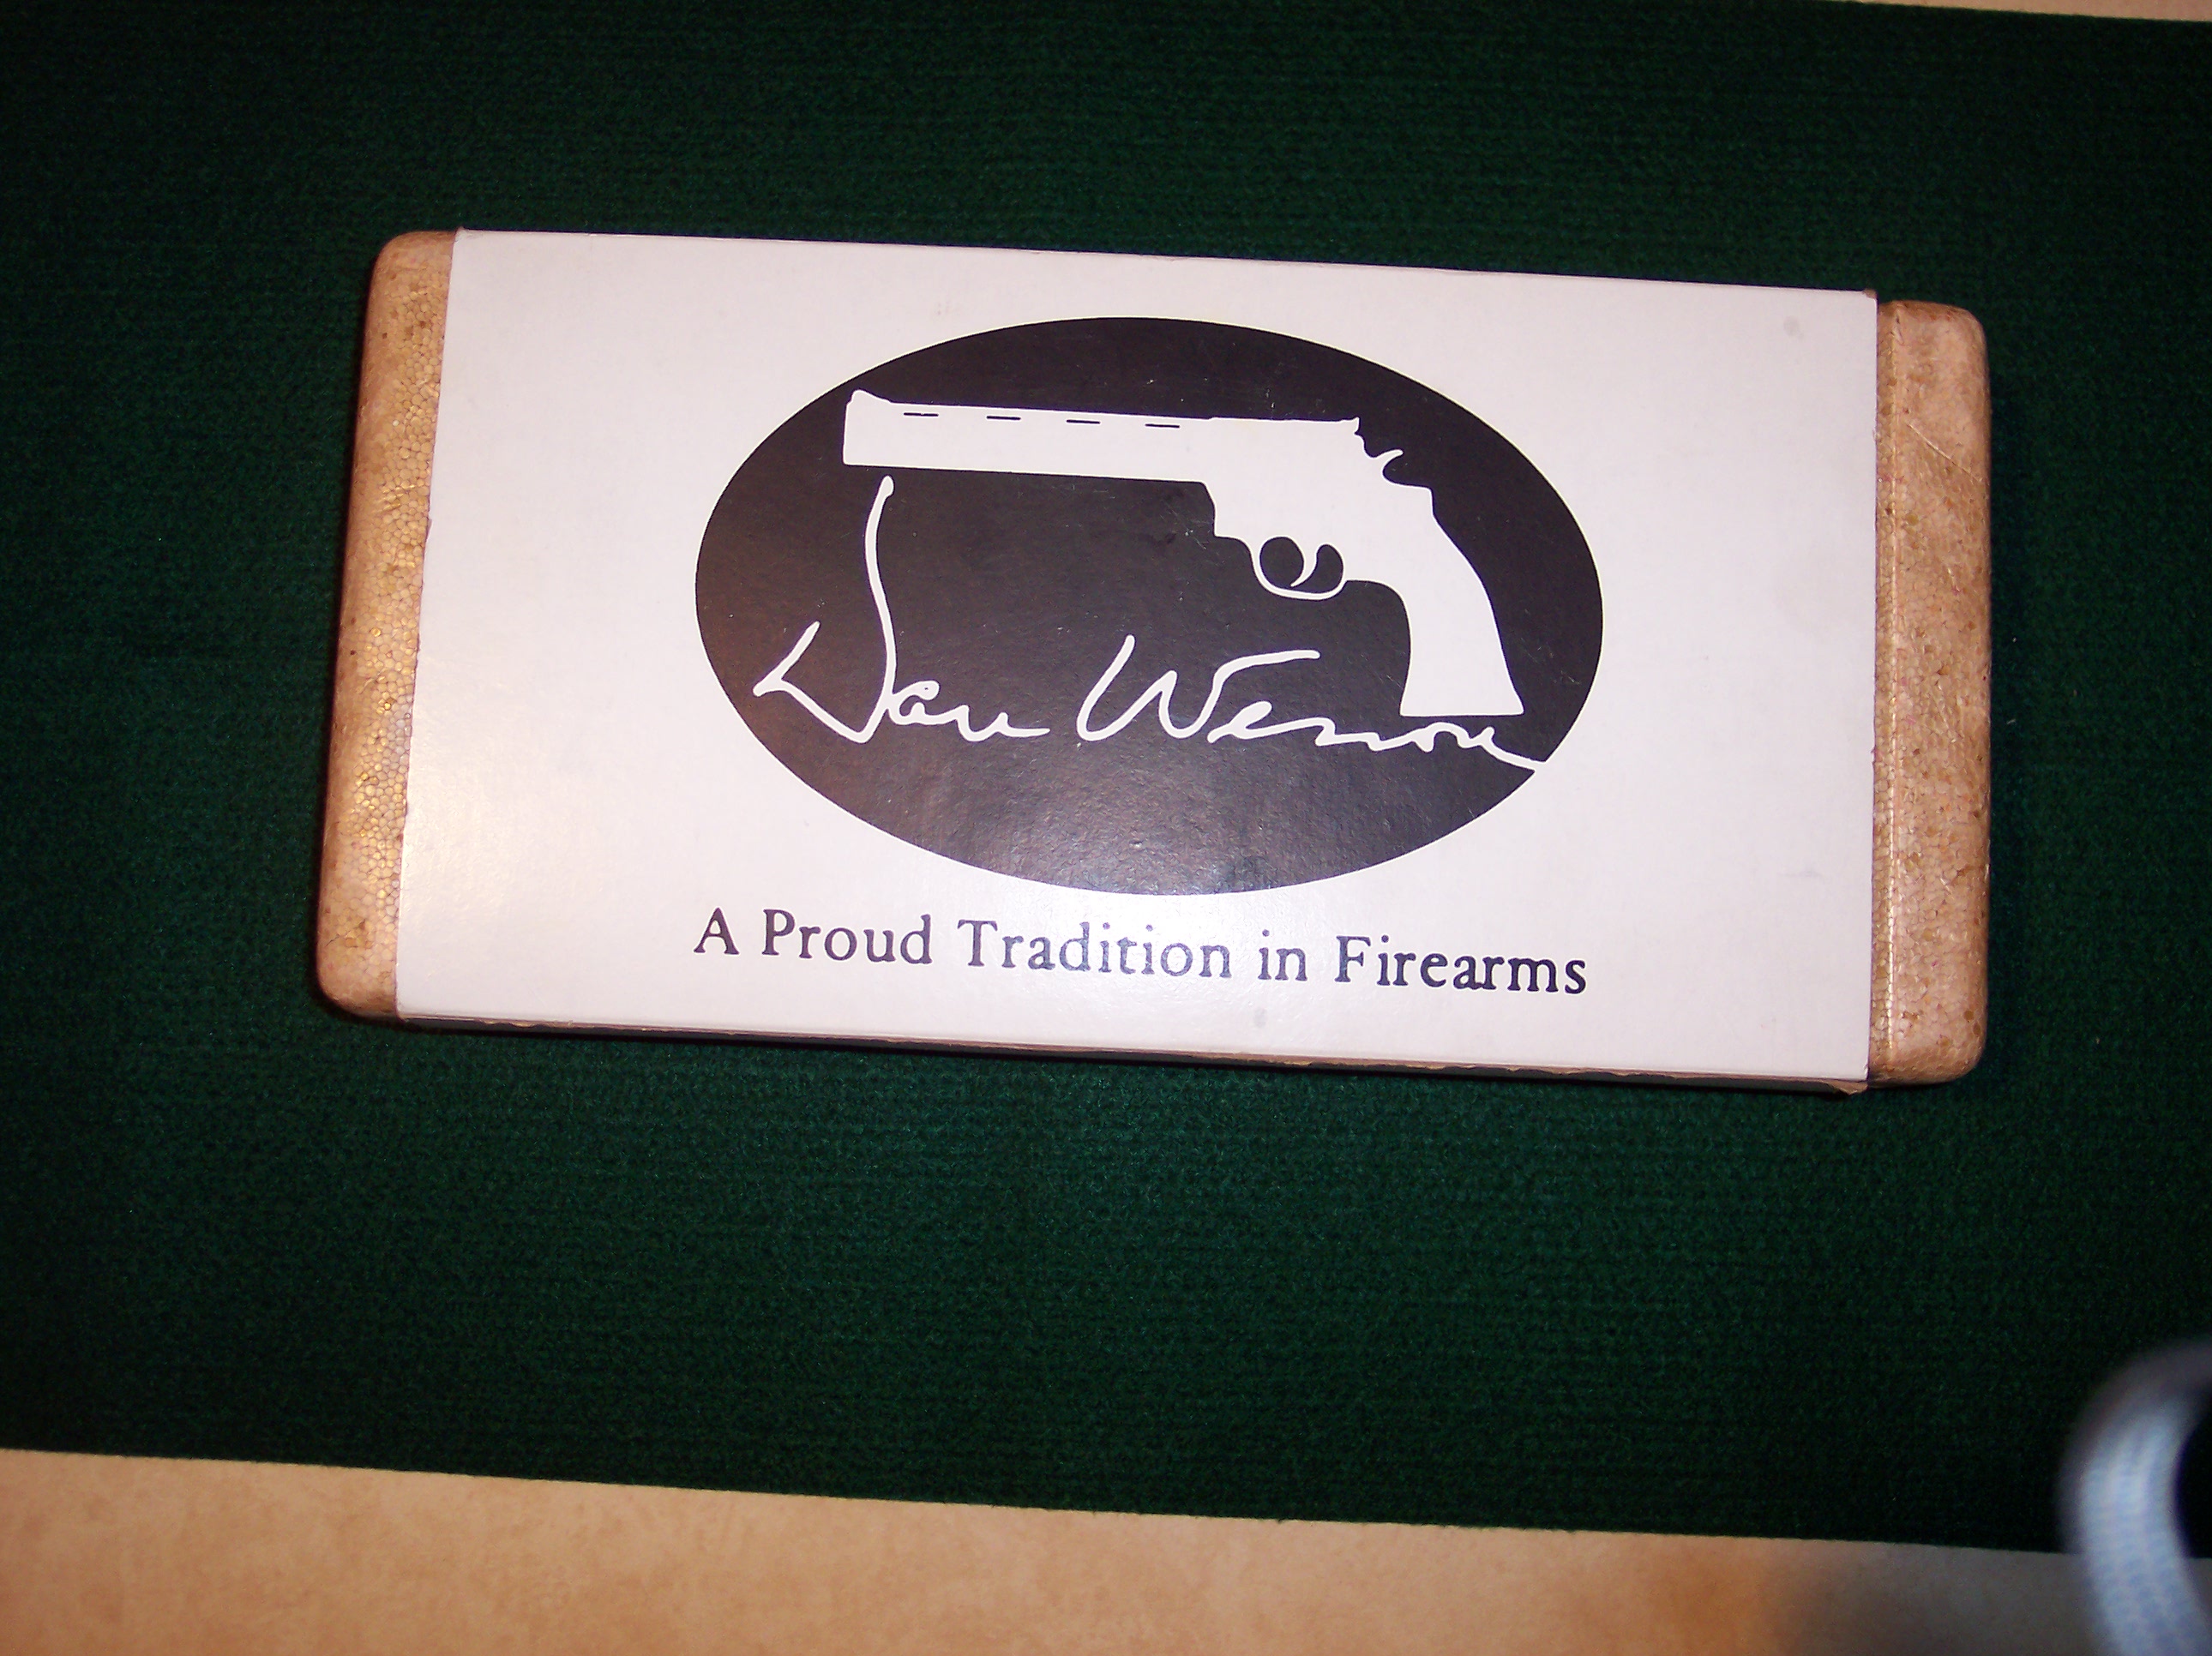 Dan Wesson
A Proud Tradition in Firearms